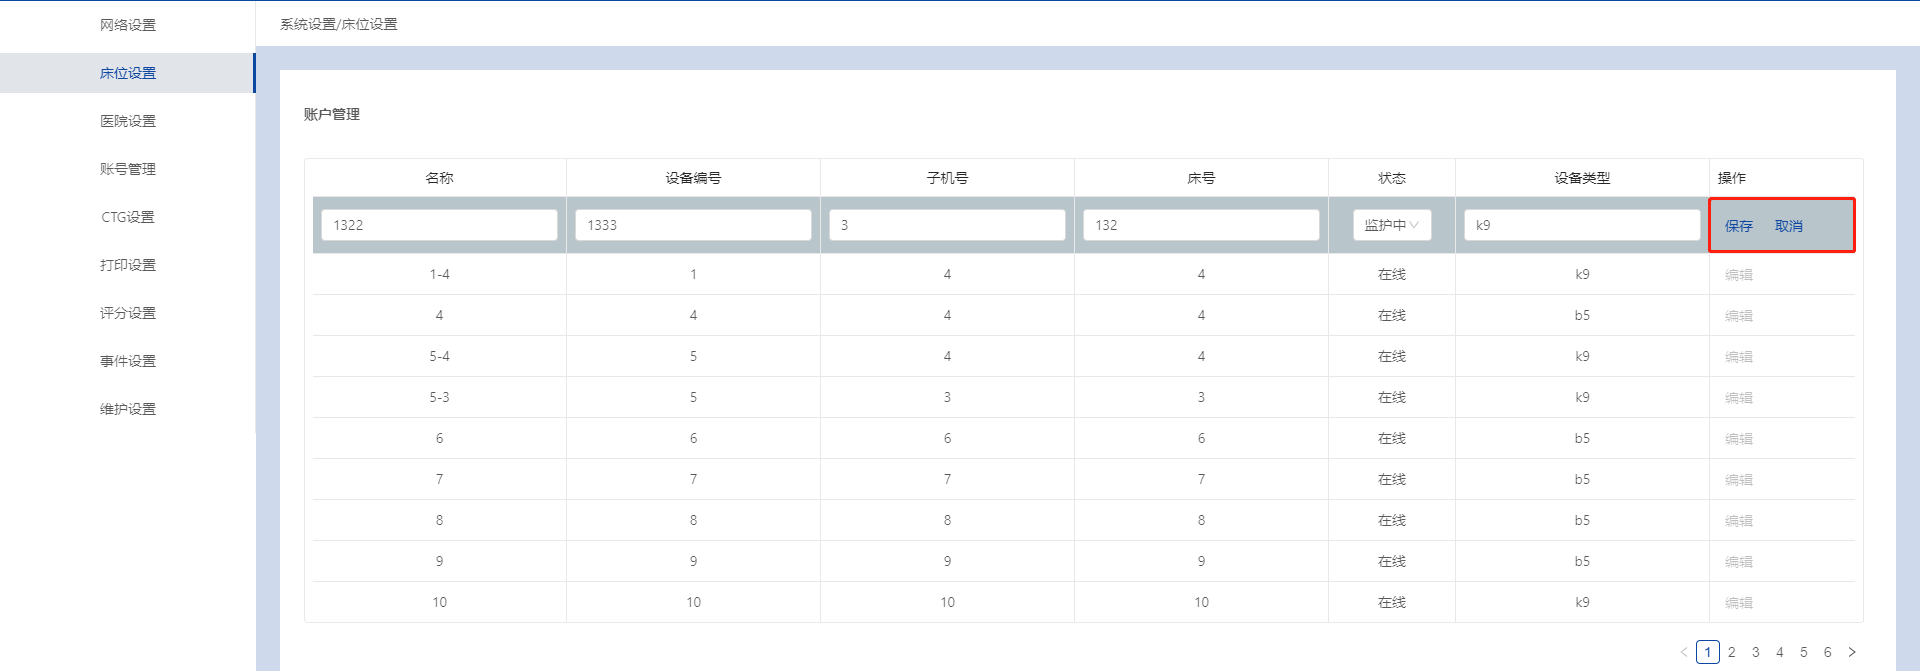 网络设置
床位设置
医院设置
账号管理
CTG设置
打印设置
评分设置
事件设置
维护设置
系统设置/床位设置
账户管理
名称 设备编号 子机号 床号 状态 设备类型 操作
1322 1333 3 132 监护中 k9 保存 取消
1-4 1 4 4 在线 k9 编辑
4 4 4 4 在线 b5 编辑
5-4 5 4 4 在线 k9 编辑
5-3 5 3 3 在线 k9 编辑
6 6 6 6 在线 b5 编辑
7 7 7 7 在线 b5 编辑
8 8 8 8 在线 b5 编辑
9 9 9 9 在线 b5 编辑
10 10 10 10 在线 k9 编辑
< 1 2 3 4 5 6 >